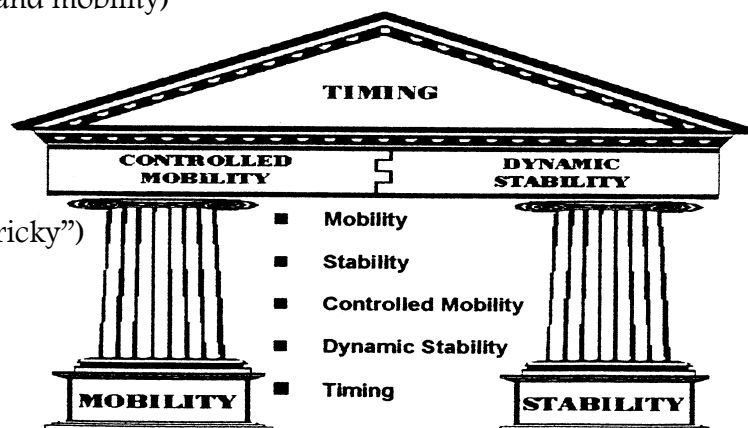 and mobility)
TIMING
CONTROLLED
MOBILITY
DYNAMIC
STABILITY
ricky”)
■ Mobility
■ Stability
■ Controlled Mobility
■ Dynamic Stability
■ Timing
MOBILITY
STABILITY